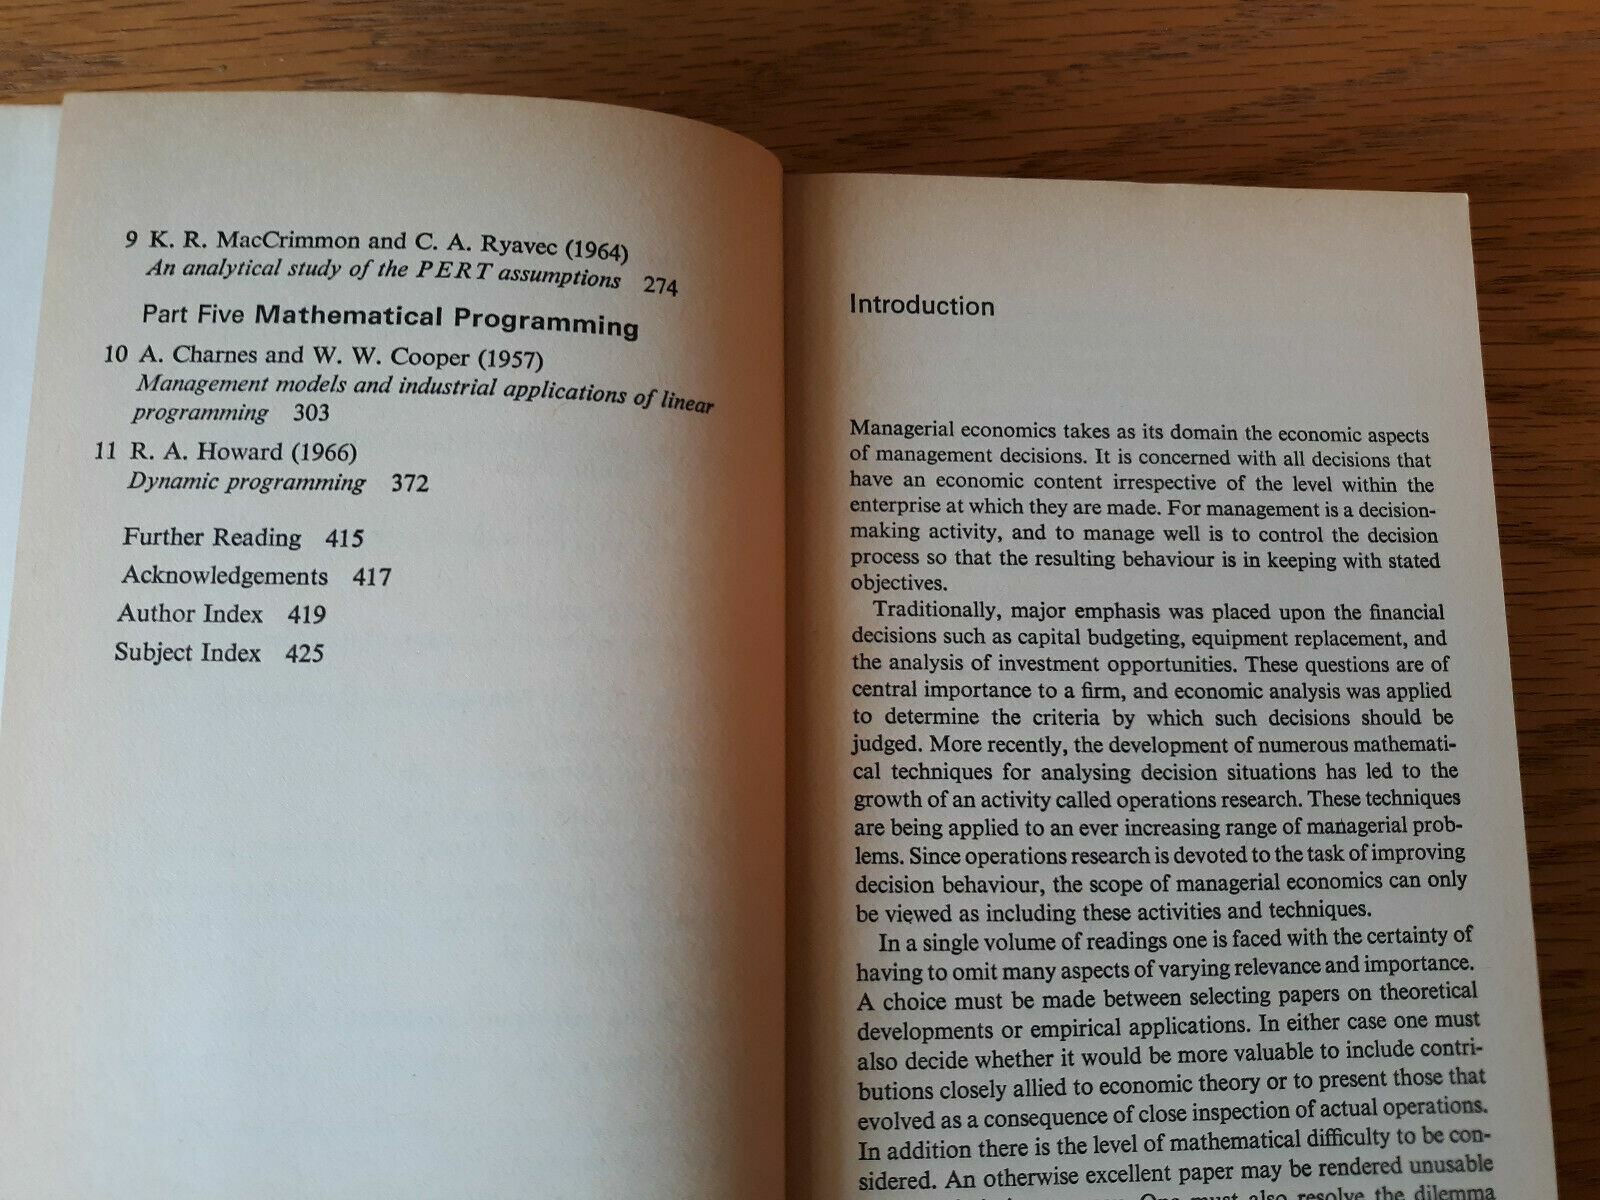 9 K. R. MacCrimmon and C. A. Ryavec (1964)
An analytical study of the PERT assumptions 274
Part Five Mathematical Programming
10 A. Charnes and W. W. Cooper (1957)
Management models and industrial applications of linear
programming 303
11 R. A. Howard (1966)
Dynamic programming 372
Further Reading 415
Acknowledgements 417
Author Index 419
Subject Index 425
Introduction
Managerial economics takes as its domain the economic aspects
of management decisions. It is concerned with all decisions that
have an economic content irrespective of the level within the
enterprise at which they are made. For management is a decision-
making activity, and to manage well is to control the decision
process so that the resulting behaviour is in keeping with stated
objectives.
Traditionally, major emphasis was placed upon the financial
decisions such as capital budgeting, equipment replacement, and
the analysis of investment opportunities. These questions are of
central importance to a firm, and economic analysis was applied
to determine the criteria by which such decisions should be
judged. More recently, the development of numerous mathemati-
cal techniques for analysing decision situations has led to the
growth of an activity called operations research. These techniques
are being applied to an ever increasing range of managerial prob-
lems. Since operations research is devoted to the task of improving
decision behaviour, the scope of managerial economics can only
be viewed as including these activities and techniques.
In a single volume of readings one is faced with the certainty of
having to omit many aspects of varying relevance and importance.
A choice must be made between selecting papers on theoretical
developments or empirical applications. In either case one must
also decide whether it would be more valuable to include contri-
butions closely allied to economic theory or to present those that
evolved as a consequence of close inspection of actual operations.
In addition there is the level of mathematical difficulty to be con-
sidered. An otherwise excellent paper may be rendered unusable
One must also resolve the dilemma